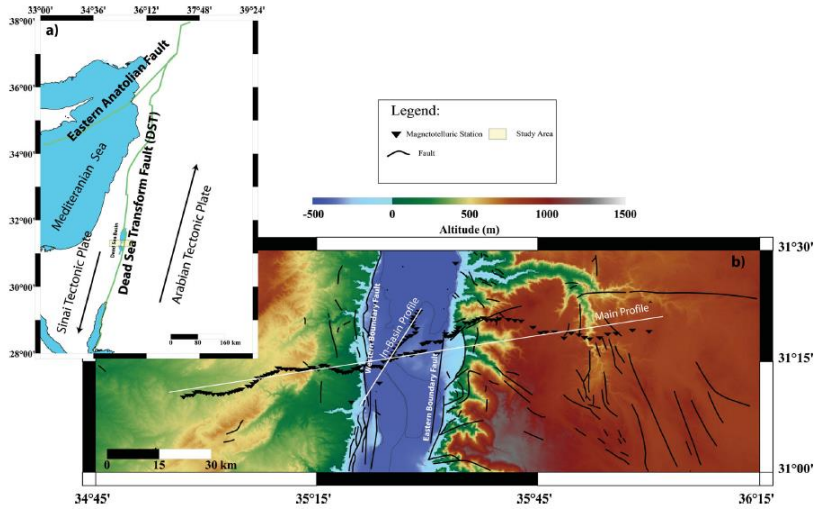 33°00' 34°36' 36°12' 37°48' 39°24'
38°00'
a)
Eastern Anatolian Fault
36°00'
34°00'
Mediteranian Sea
Dead Sea Transform Fault (DST)
32°00'
Dead Sea Basin
Sinai Tectonic Plate
Arabian Tectonic Plate
30°00'
28°00'
0 80 160 km
Legend:
Magnetotelluric Station
Study Area
Fault
-500 0 500 1000 1500
Altitude (m)
31°30'
b)
Western Boundary Fault
In-Basin Profile
Main Profile
Eastern Boundary Fault
31°15'
0 15 30 km
31°00'
34°45' 35°15' 35°45' 36°15'